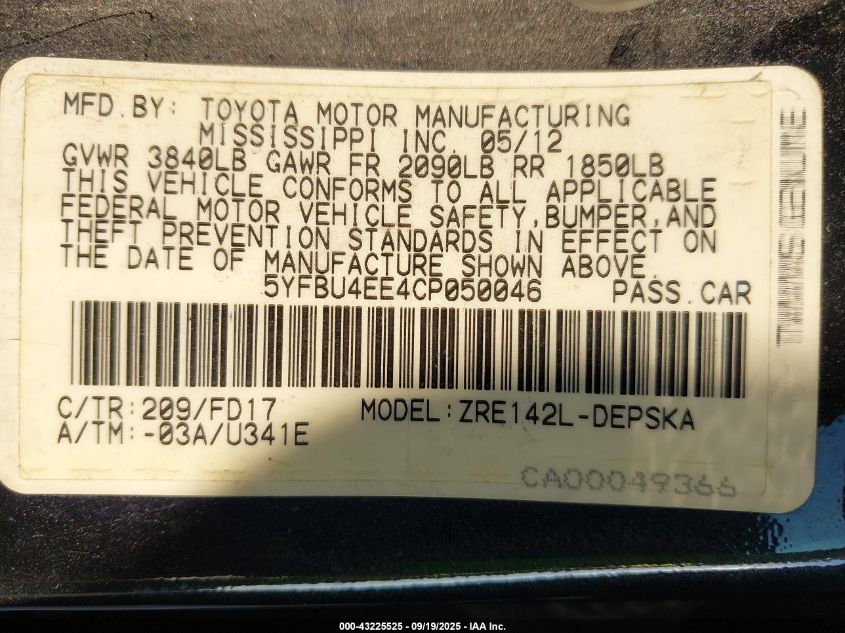 MFD.BY: TOYOTA MOTOR MANUFACTURING
MISSISSIPPI INC. 05/12
GVWR 3840LB GAWR FR 2090LB RR 1850LB
THIS VEHICLE CONFORMS TO ALL APPLICABLE
FEDERAL MOTOR VEHICLE SAFETY,BUMPER,AND
THEFT PREVENTION STANDARDS IN EFFECT ON
THE DATE OF MANUFACTURE SHOWN ABOVE.
5YFBU4EE4CP050046 PASS.CAR
C/TR:209/FD17 MODEL:ZRE142L-DEPSKA
A/TM:-03A/U341E
CA00049366
000-43225525 - 09/19/2025 - IAA Inc.